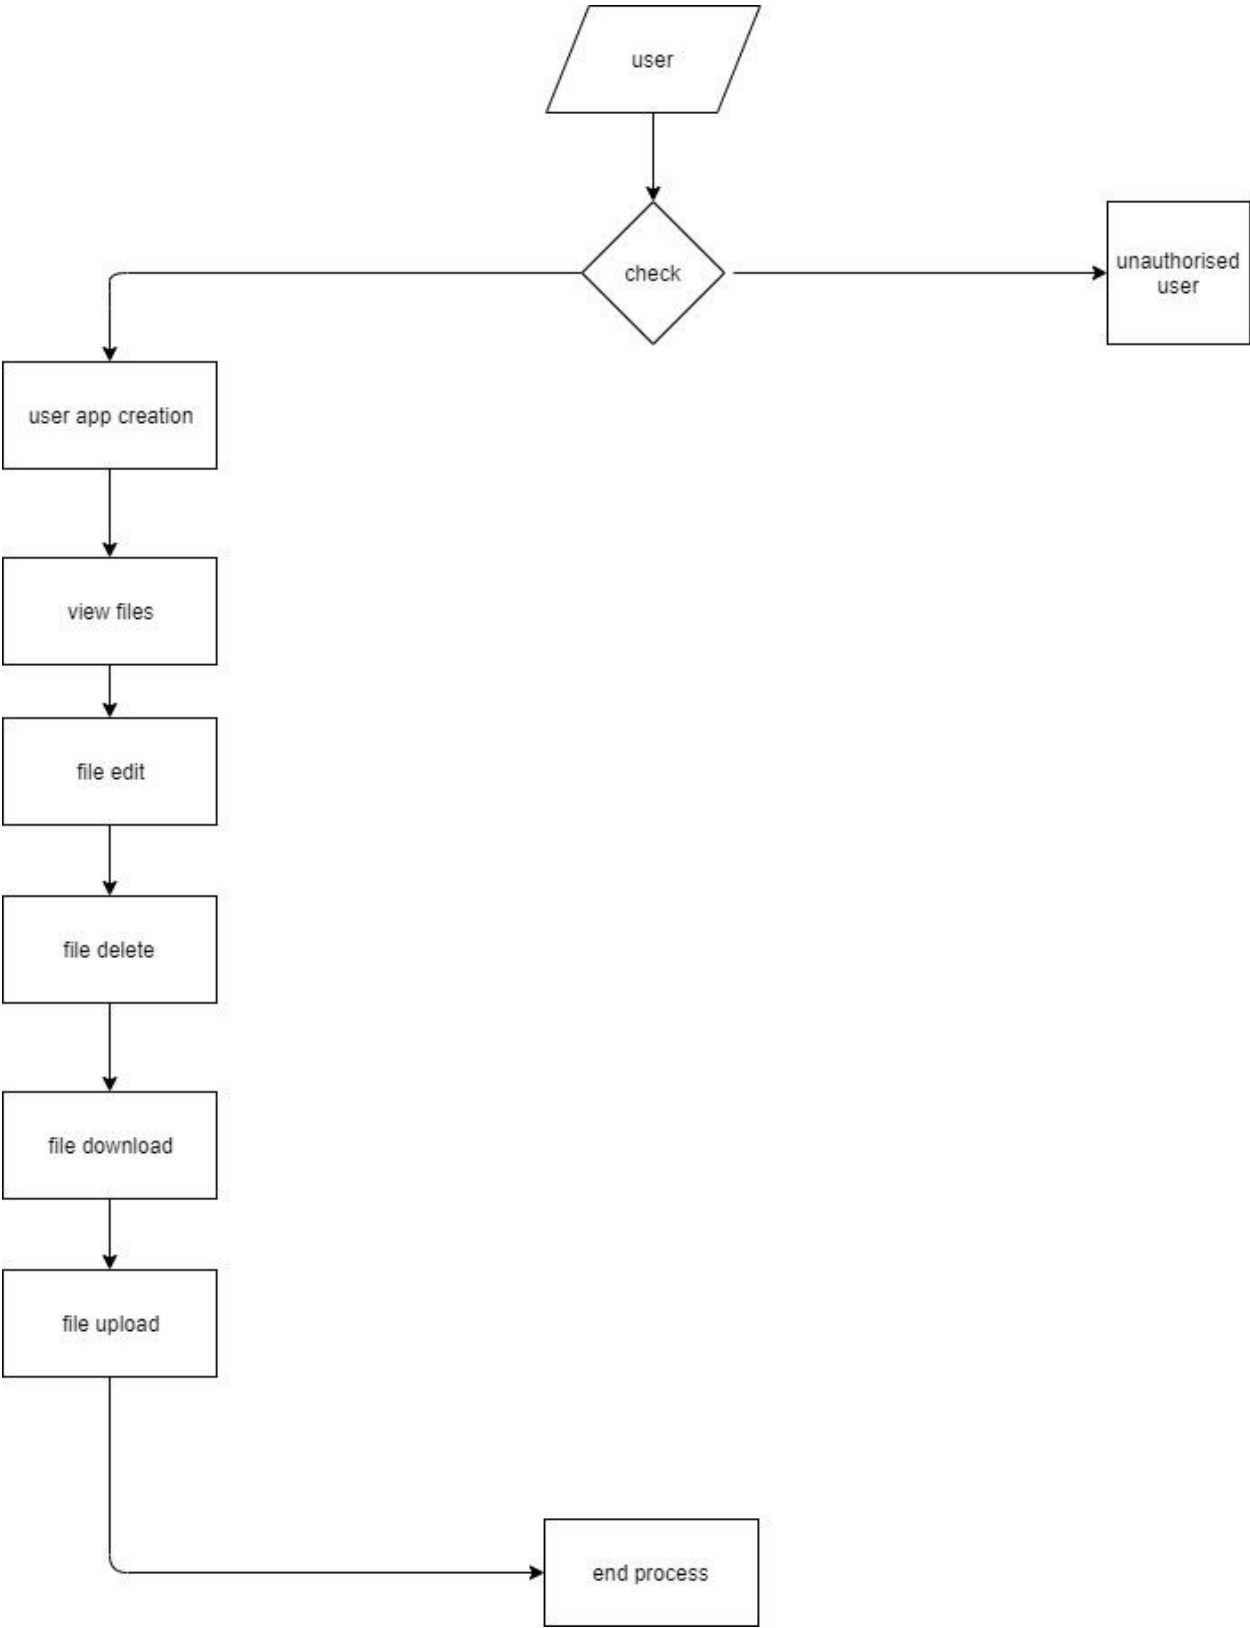 user
check
unauthorised
user
user app creation
view files
file edit
file delete
file download
file upload
end process